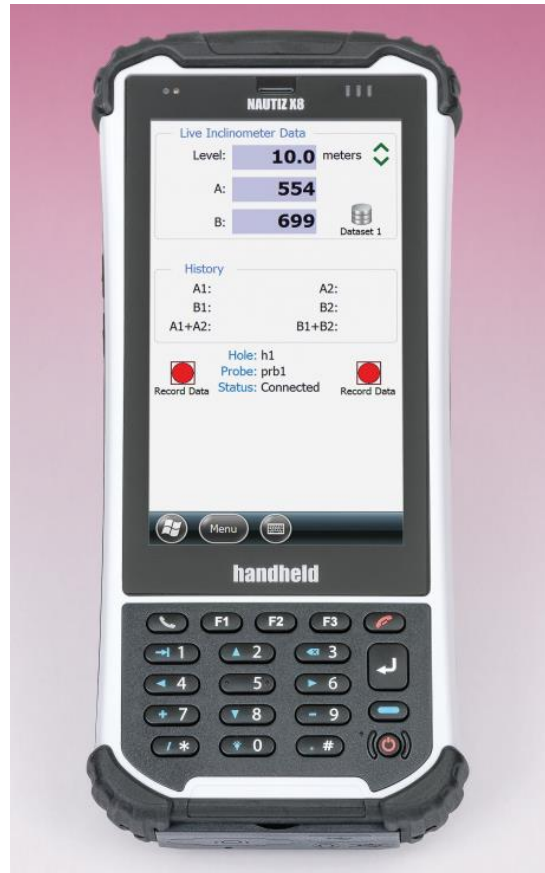 NAUTIZ X8
Live Inclinometer Data
Level: 10.0 meters
A: 554
B: 699
Dataset 1
History
A1: A2:
B1: B2:
A1+A2: B1+B2:
Hole: h1
Probe: prb1
Record Data Status: Connected Record Data
Menu
handheld
F1 F2 F3
1 2 3
4 5 6
+ 7 8 - 9
/ * 0 . #